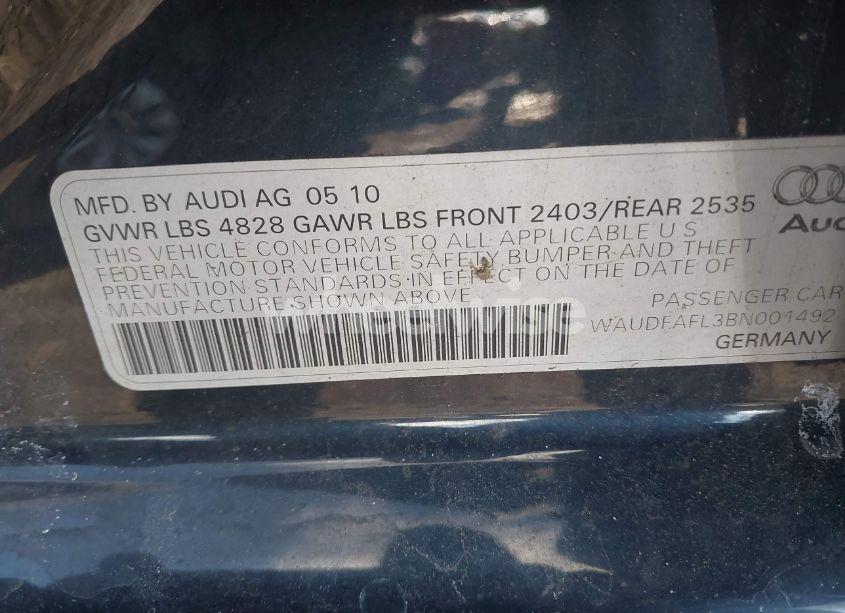 MFD. BY AUDI AG 05 10
GVWR LBS 4828 GAWR LBS FRONT 2403/REAR 2535
THIS VEHICLE CONFORMS TO ALL APPLICABLE U S
FEDERAL MOTOR VEHICLE SAFETY BUMPER AND THEFT
PREVENTION STANDARDS IN EFFECT ON THE DATE OF
MANUFACTURE SHOWN ABOVE
PASSENGER CAR
WAUDFAFL3BN001492
GERMANY
Aud